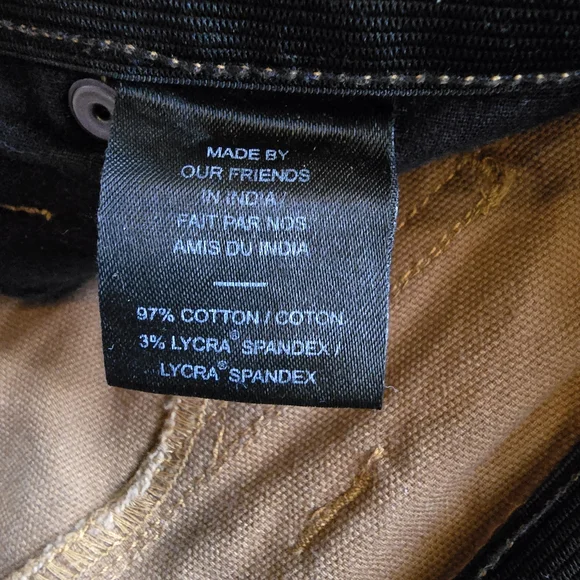 MADE BY
OUR FRIENDS
IN INDIA/
FAIT PAR NOS
AMIS DU INDIA
97% COTTON / COTON
3% LYCRA® SPANDEX /
LYCRA® SPANDEX